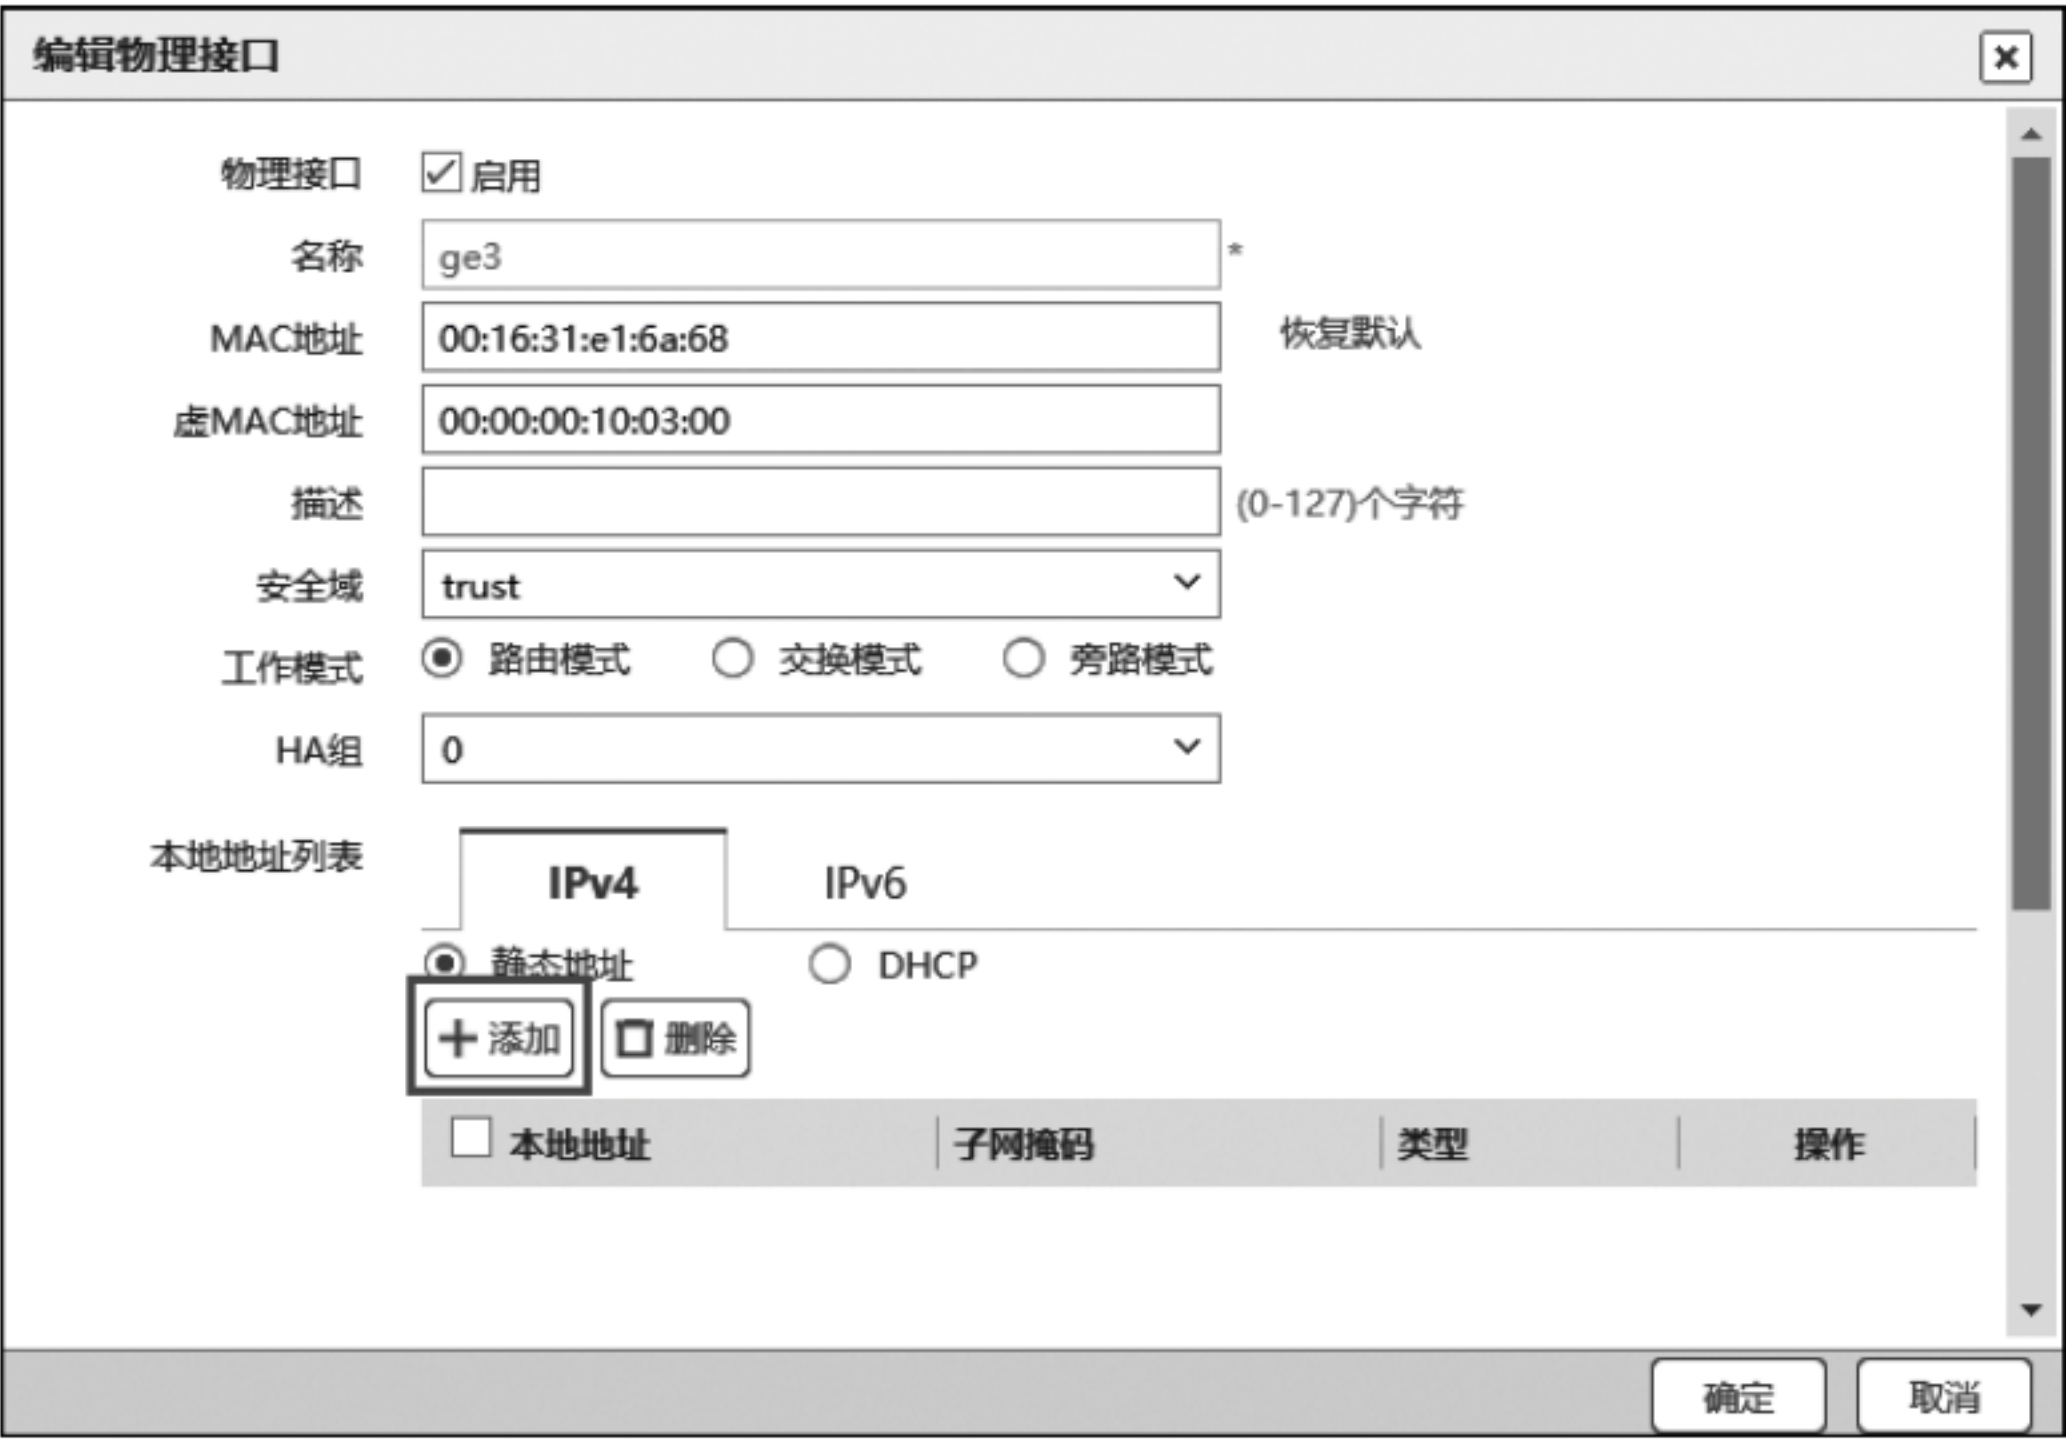 编辑物理接口
物理接口 启用
名称 ge3 *
MAC地址 00:16:31:e1:6a:68 恢复默认
虚MAC地址 00:00:00:10:03:00
描述 (0-127)个字符
安全域 trust
工作模式 路由模式 交换模式 旁路模式
HA组 0
本地地址列表 IPv4 IPv6
静态地址 DHCP
添加 删除
本地地址 子网掩码 类型 操作
确定 取消